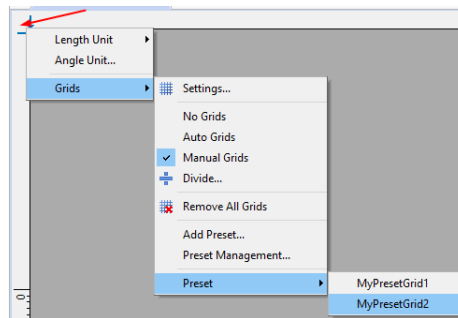 Length Unit
Angle Unit...
Grids
Settings...
No Grids
Auto Grids
Manual Grids
Divide...
Remove All Grids
Add Preset...
Preset Management...
Preset
MyPresetGrid1
MyPresetGrid2
0